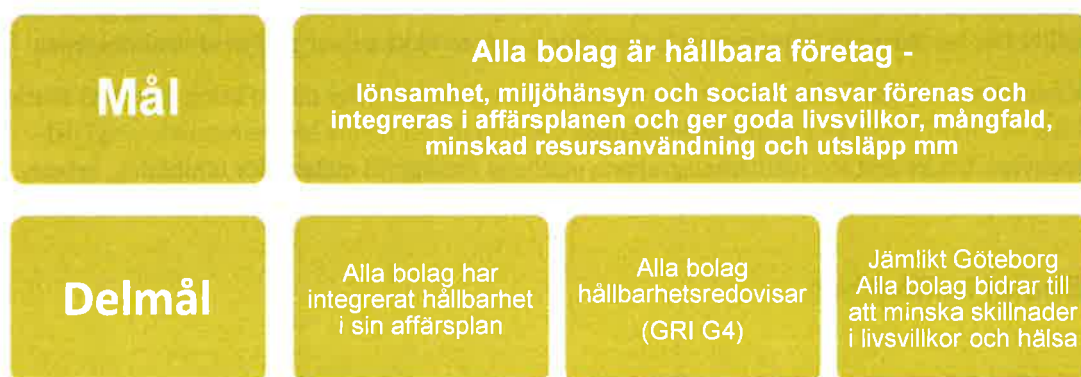 Mål
Alla bolag är hållbara företag -
lönsamhet, miljöhänsyn och socialt ansvar förenas och
integreras i affärsplanen och ger goda livsvillkor, mångfald,
minskad resursanvändning och utsläpp mm
Delmål
Alla bolag har
integrerat hållbarhet
i sin affärsplan
Alla bolag
hållbarhetsredovisar
(GRI G4)
Jämlikt Göteborg
Alla bolag bidrar till
att minska skillnader
i livsvillkor och hälsa